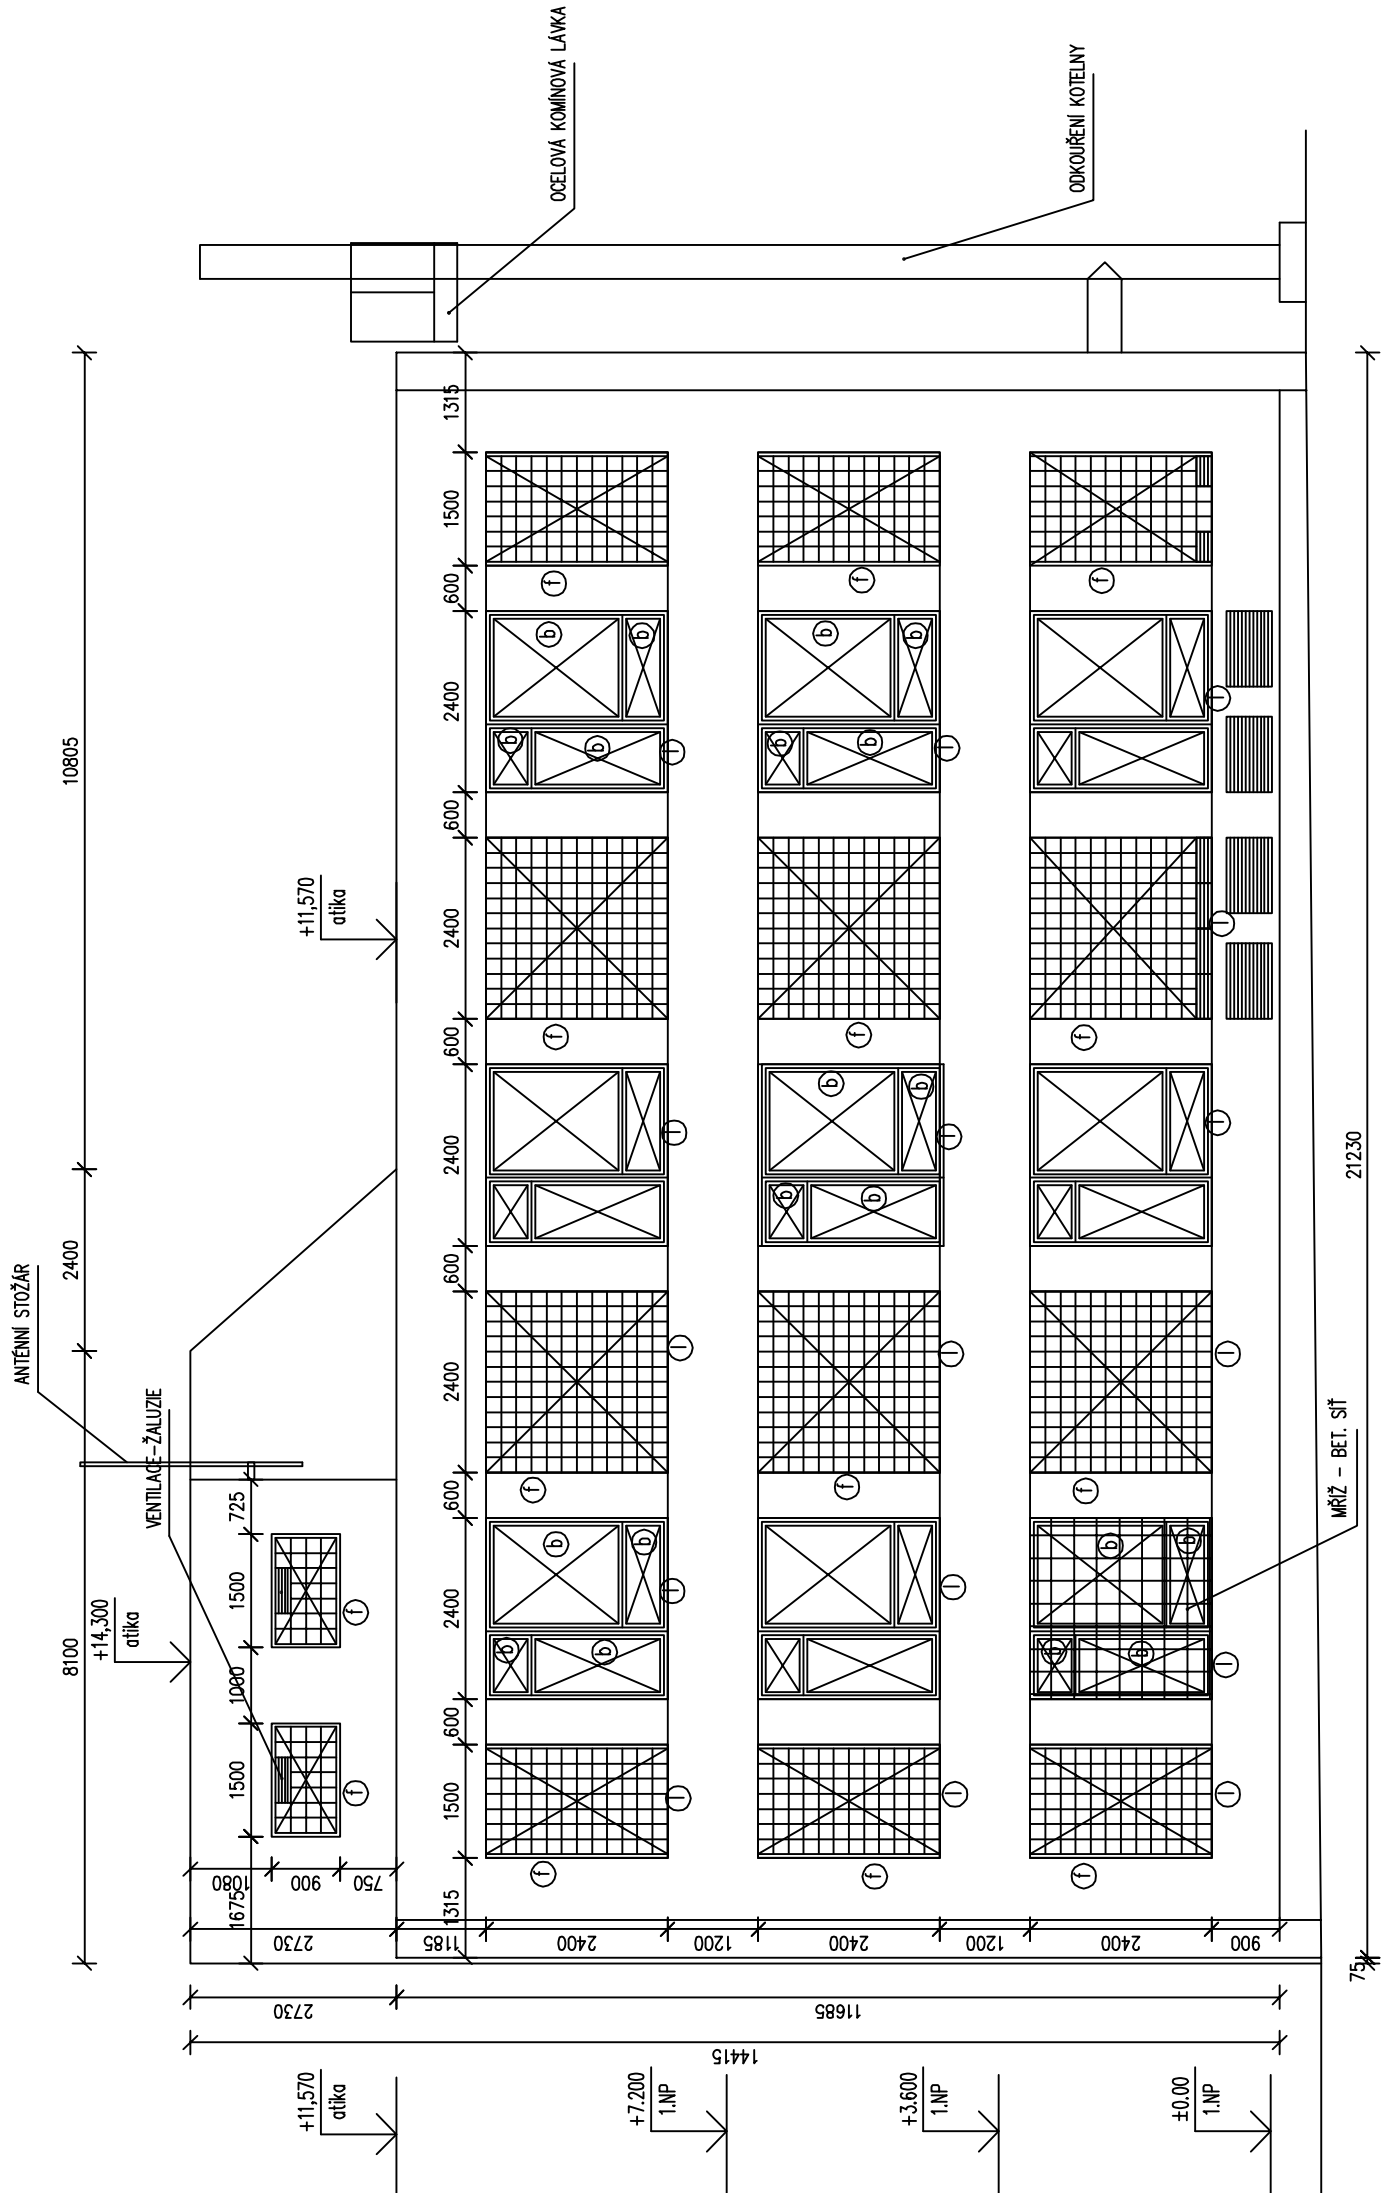 OCELOVÁ KOMÍNOVÁ LÁVKA
ODKOUŘENÍ KOTELNY
ANTÉNNÍ STOŽÁR
VENTILACE-ŽALUZIE
MŘÍŽ - BET. SÍŤ
8100
2400
10805
+14,300
atika
+11,570
atika
1675
1500
1000
1500
725
1080
900
750
1315
1500
600
2400
600
2400
600
2400
600
2400
600
2400
600
1500
1315
2730
1185
2400
1200
2400
1200
2400
900
2730
11685
14415
75
21230
+11,570
atika
+7.200
1.NP
+3.600
1.NP
±0.00
1.NP
f
f
f
f
f
f
b
b
b
b
l
l
l
l
l
l
b
b
b
b
f
f
f
f
b
b
b
b
l
l
l
l
l
l
b
b
b
b
f
f
f
f
b
b
b
b
l
l
l
l
l